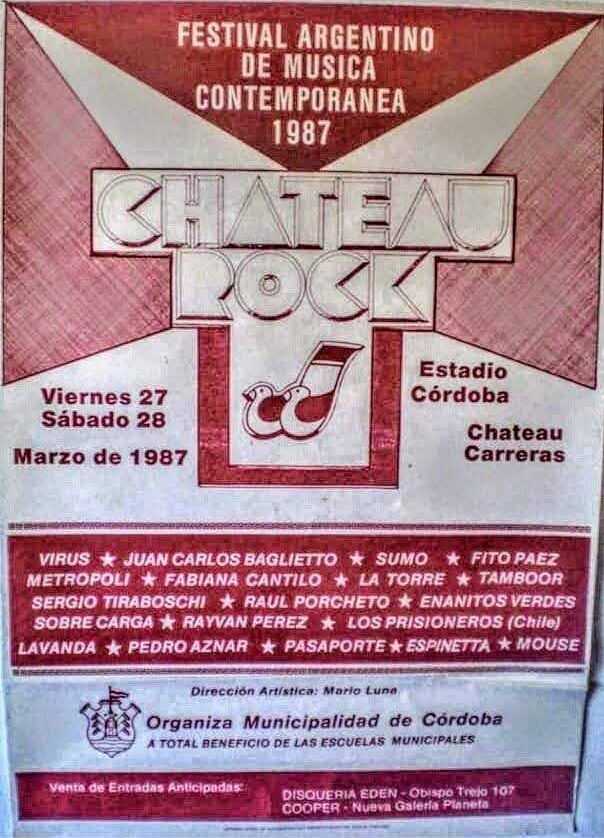 FESTIVAL ARGENTINO
DE MUSICA
CONTEMPORANEA
1987
CHATEAU
ROCK
Viernes 27
Sábado 28
Marzo de 1987
Estadio
Córdoba
Chateau
Carreras
VIRUS ★ JUAN CARLOS BAGLIETTO ★ SUMO ★ FITO PAEZ
METROPOLI ★ FABIANA CANTILO ★ LA TORRE ★ TAMBOOR
SERGIO TIRABOSCHI ★ RAUL PORCHETO ★ ENANITOS VERDES
SOBRE CARGA ★ RAYVAN PEREZ ★ LOS PRISIONEROS (Chile)
LAVANDA ★ PEDRO AZNAR ★ PASAPORTE ★ ESPINETTA ★ MOUSE
Dirección Artística: Mario Luna
Organiza Municipalidad de Córdoba
A TOTAL BENEFICIO DE LAS ESCUELAS MUNICIPALES
Venta de Entradas Anticipadas:
DISQUERIA EDEN - Obispo Trejo 107
COOPER - Nueva Galería Planeta